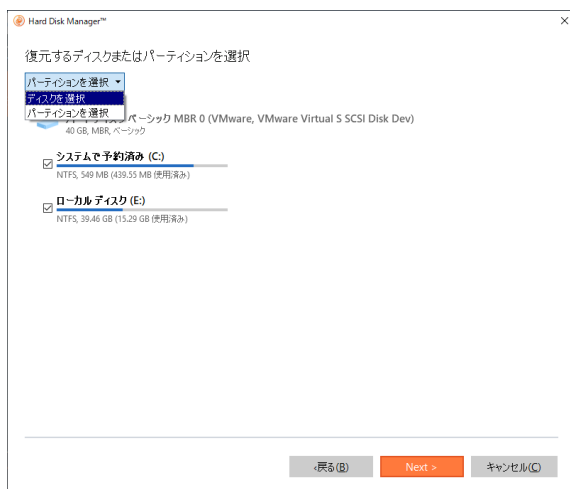 Hard Disk Manager™
復元するディスクまたはパーティションを選択
パーティションを選択
ディスクを選択
パーティションを選択
ベーシック MBR 0 (VMware, VMware Virtual S SCSI Disk Dev)
40 GB, MBR, ベーシック
システムで予約済み (C:)
NTFS, 549 MB (439.55 MB 使用済み)
ローカル ディスク (E:)
NTFS, 39.46 GB (15.29 GB 使用済み)
<戻る(B)
Next >
キャンセル(C)